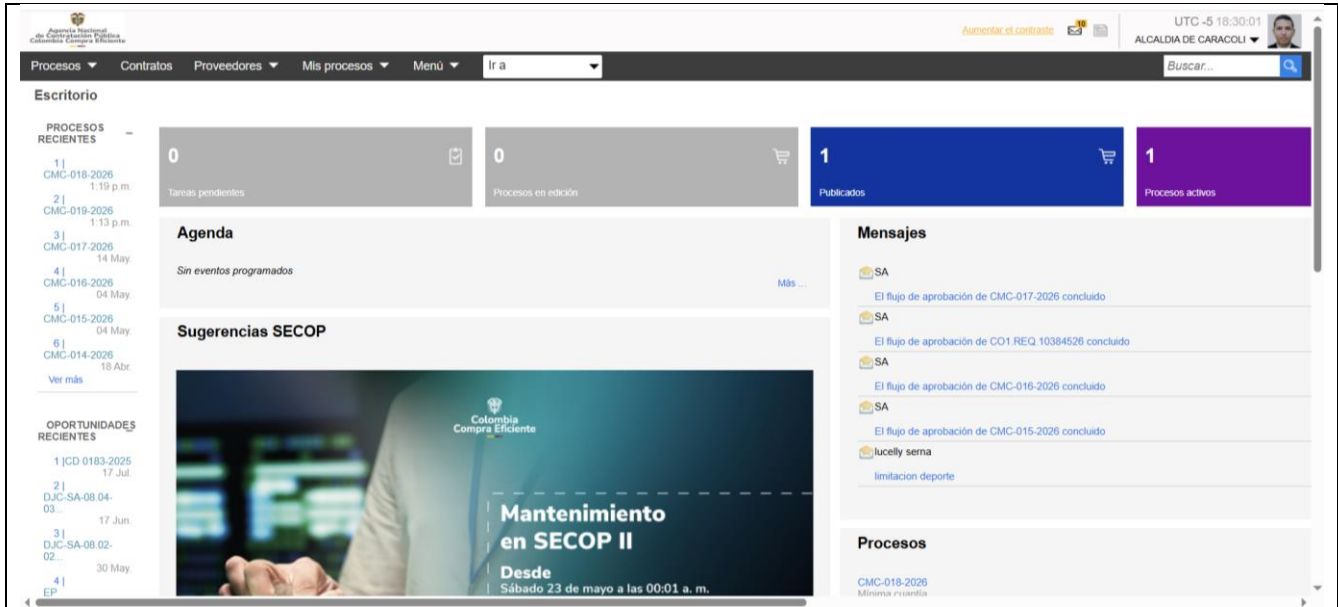 Agencia Nacional
de Contratación Pública
Colombia Compra Eficiente
Aumentar el contraste
10
UTC -5 18:30:01
ALCALDIA DE CARACOLI
Procesos
Contratos
Proveedores
Mis procesos
Menú
Ir a
Buscar...
Escritorio
PROCESOS
RECIENTES
1 |
CMC-018-2026
1:19 p.m.
2 |
CMC-019-2026
1:13 p.m.
3 |
CMC-017-2026
14 May.
4 |
CMC-016-2026
04 May.
5 |
CMC-015-2026
04 May.
6 |
CMC-014-2026
18 Abr.
Ver más
OPORTUNIDADES
RECIENTES
1 |CD 0183-2025
17 Jul.
2 |
DJC-SA-08.04-
03...
17 Jun.
3 |
DJC-SA-08.02-
02...
30 May.
4 |
EP
0
Tareas pendientes
0
Procesos en edición
1
Publicados
1
Procesos activos
Agenda
Sin eventos programados
Más ...
Sugerencias SECOP
Colombia
Compra Eficiente
Mantenimiento
en SECOP II
Desde
Sábado 23 de mayo a las 00:01 a. m.
Mensajes
SA
El flujo de aprobación de CMC-017-2026 concluido
SA
El flujo de aprobación de CO1.REQ.10384526 concluido
SA
El flujo de aprobación de CMC-016-2026 concluido
SA
El flujo de aprobación de CMC-015-2026 concluido
lucelly serna
limitacion deporte
Procesos
CMC-018-2026
Mínima cuantía